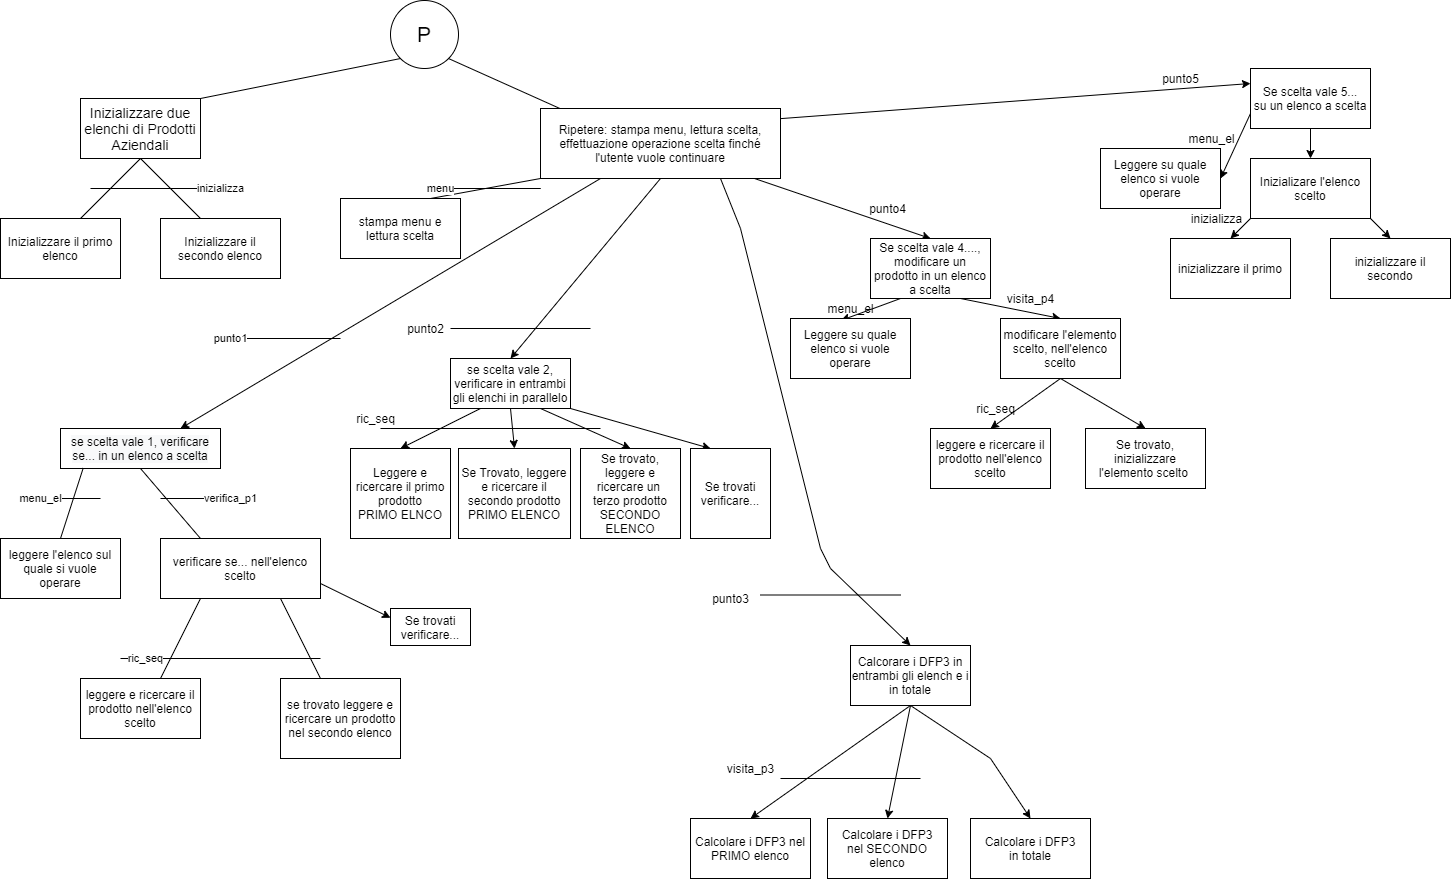 P
Inizializzare due
elenchi di Prodotti
Aziendali
inizializza
Inizializzare il primo
elenco
Inizializzare il
secondo elenco
Ripetere: stampa menu, lettura scelta,
effettuazione operazione scelta finché
l'utente vuole continuare
menu
stampa menu e
lettura scelta
punto1
se scelta vale 1, verificare
se... in un elenco a scelta
menu_el
verifica_p1
leggere l'elenco sul
quale si vuole
operare
verificare se... nell'elenco
scelto
Se trovati
verificare...
ric_seq
leggere e ricercare il
prodotto nell'elenco
scelto
se trovato leggere e
ricercare un prodotto
nel secondo elenco
punto2
se scelta vale 2,
verificare in entrambi
gli elenchi in parallelo
ric_seq
Leggere e
ricercare il primo
prodotto
PRIMO ELNCO
Se Trovato, leggere
e ricercare il
secondo prodotto
PRIMO ELENCO
Se trovato,
leggere e
ricercare un
terzo prodotto
SECONDO
ELENCO
Se trovati
verificare...
punto3
Calcorare i DFP3 in
entrambi gli elench e i
in totale
visita_p3
Calcolare i DFP3 nel
PRIMO elenco
Calcolare i DFP3
nel SECONDO
elenco
Calcolare i DFP3
in totale
punto4
Se scelta vale 4....,
modificare un
prodotto in un elenco
a scelta
menu_el
visita_p4
Leggere su quale
elenco si vuole
operare
modificare l'elemento
scelto, nell'elenco
scelto
ric_seq
leggere e ricercare il
prodotto nell'elenco
scelto
Se trovato,
inizializzare
l'elemento scelto
punto5
Se scelta vale 5...
su un elenco a scelta
menu_el
Leggere su quale
elenco si vuole
operare
Inizializare l'elenco
scelto
inizializza
inizializzare il primo
inizializzare il
secondo